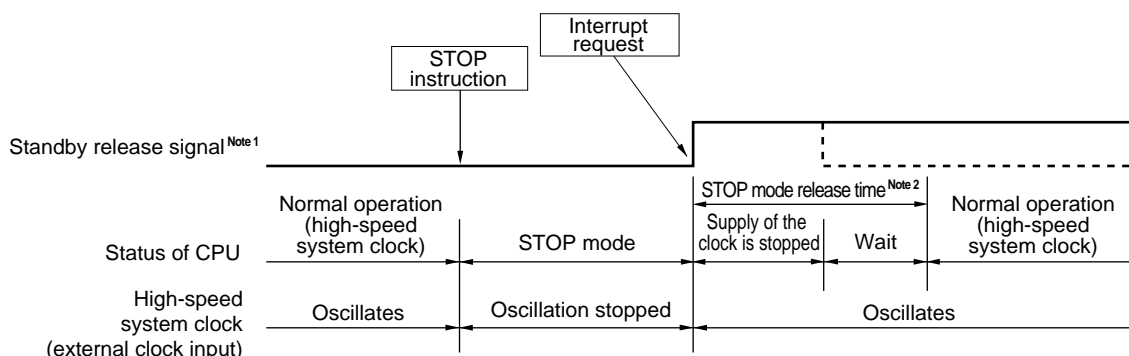 Interrupt
request
STOP
instruction
Standby release signal Note 1
STOP mode release time Note 2
Normal operation
(high-speed
system clock)
Supply of the
clock is stopped
Normal operation
(high-speed
system clock)
Status of CPU
STOP mode
Wait
High-speed
system clock
(external clock input)
Oscillates
Oscillation stopped
Oscillates